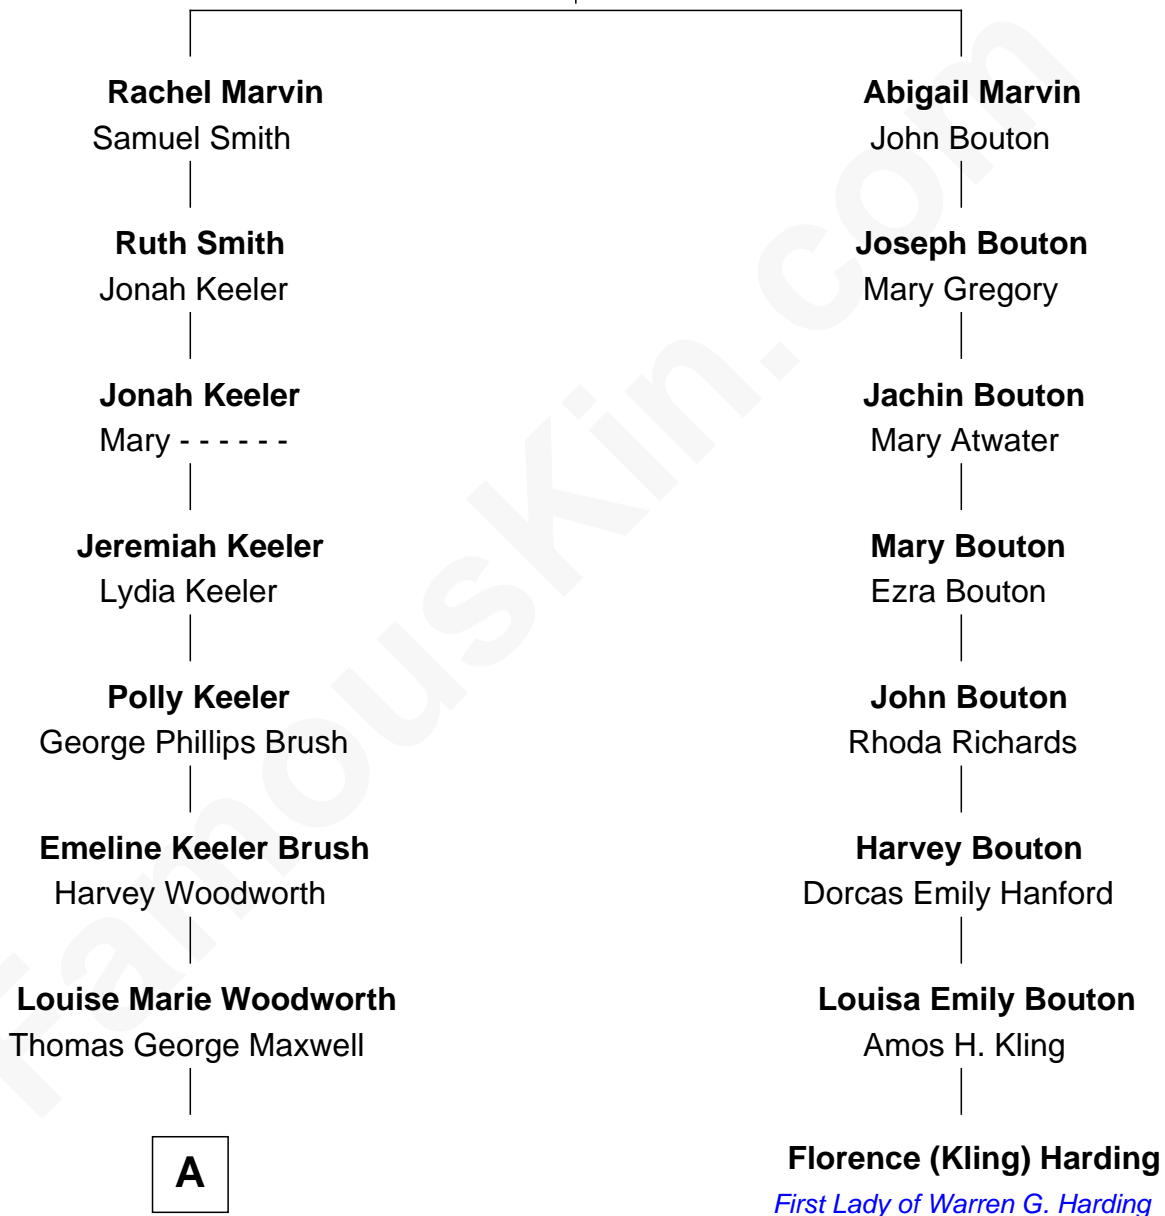 Rachel Marvin
Samuel Smith
Ruth Smith
Jonah Keeler
Jonah Keeler
Mary - - - - - -
Jeremiah Keeler
Lydia Keeler
Polly Keeler
George Phillips Brush
Emeline Keeler Brush
Harvey Woodworth
Louise Marie Woodworth
Thomas George Maxwell
A
Abigail Marvin
John Bouton
Joseph Bouton
Mary Gregory
Jachin Bouton
Mary Atwater
Mary Bouton
Ezra Bouton
John Bouton
Rhoda Richards
Harvey Bouton
Dorcas Emily Hanford
Louisa Emily Bouton
Amos H. Kling
Florence (Kling) Harding
First Lady of Warren G. Harding
FamousKin.com